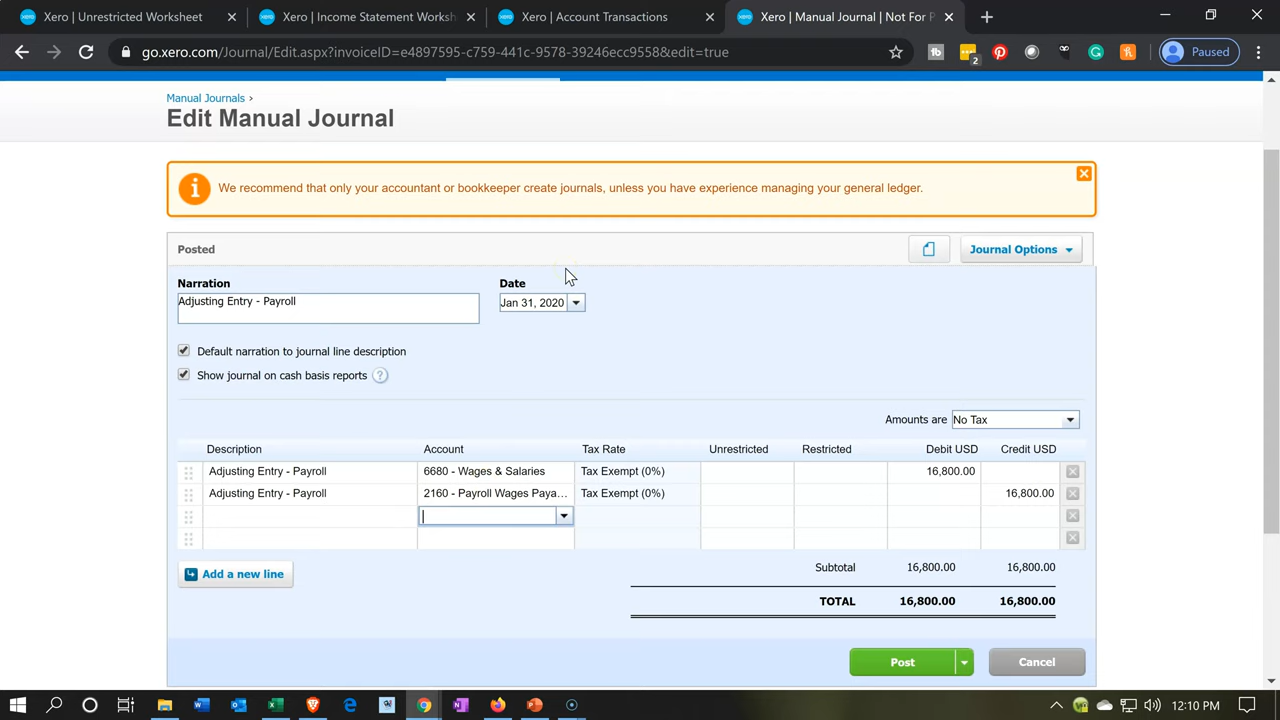 Xero | Unrestricted Worksheet
Xero | Income Statement Worksh
Xero | Account Transactions
Xero | Manual Journal | Not For P
go.xero.com/Journal/Edit.aspx?invoiceID=e4897595-c759-441c-9578-39246ecc9558&edit=true
2
Paused
Manual Journals ›
Edit Manual Journal
We recommend that only your accountant or bookkeeper create journals, unless you have experience managing your general ledger.
Posted
Journal Options
Narration
Date
Adjusting Entry - Payroll
Jan 31, 2020
Default narration to journal line description
Show journal on cash basis reports ?
Amounts are No Tax
Description Account Tax Rate Unrestricted Restricted Debit USD Credit USD
Adjusting Entry - Payroll 6680 - Wages & Salaries Tax Exempt (0%) 16,800.00
Adjusting Entry - Payroll 2160 - Payroll Wages Paya... Tax Exempt (0%) 16,800.00
Add a new line
Subtotal 16,800.00 16,800.00
TOTAL 16,800.00 16,800.00
Post
Cancel
12:10 PM